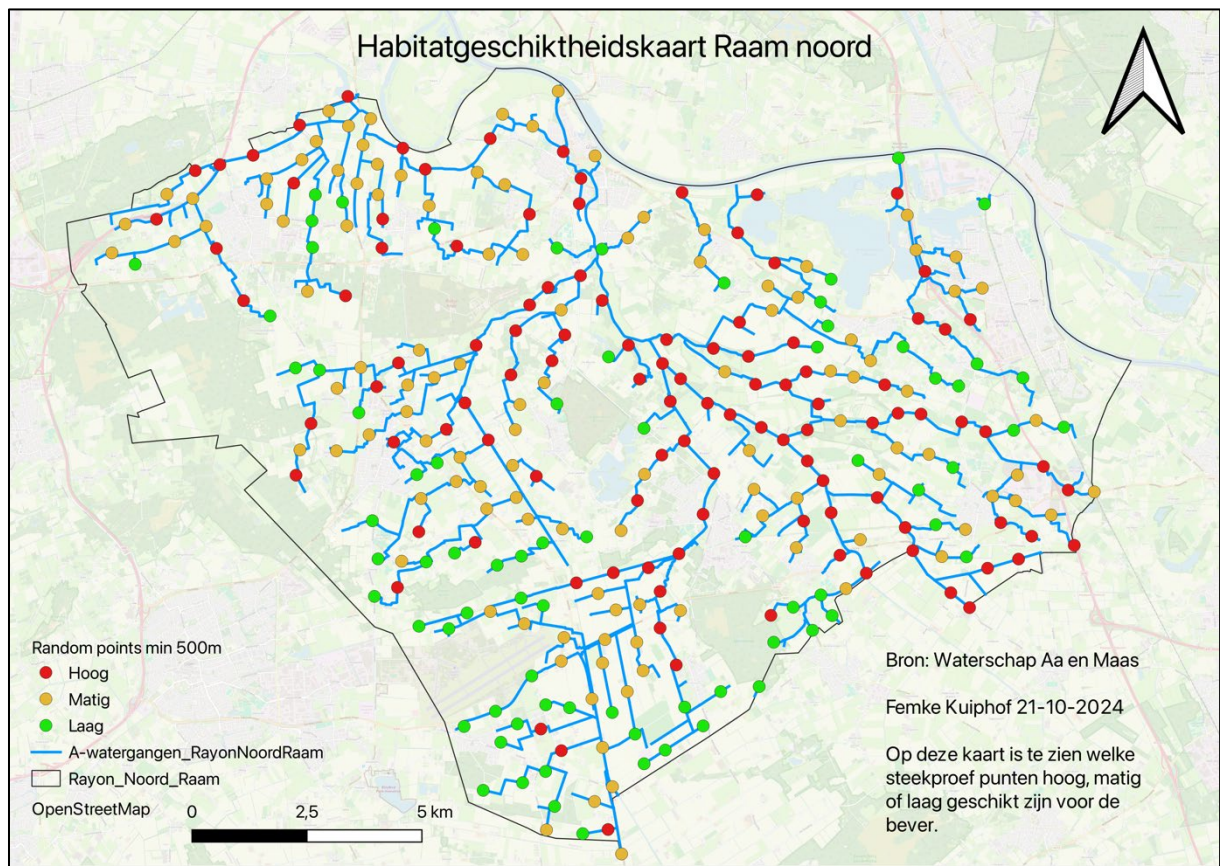 Habitatgeschiktheidskaart Raam noord
Random points min 500m
Hoog
Matig
Laag
A-watergangen_RayonNoordRaam
Rayon_Noord_Raam
OpenStreetMap
0 2,5 5 km
Bron: Waterschap Aa en Maas
Femke Kuiphof 21-10-2024
Op deze kaart is te zien welke
steekproef punten hoog, matig
of laag geschikt zijn voor de
bever.